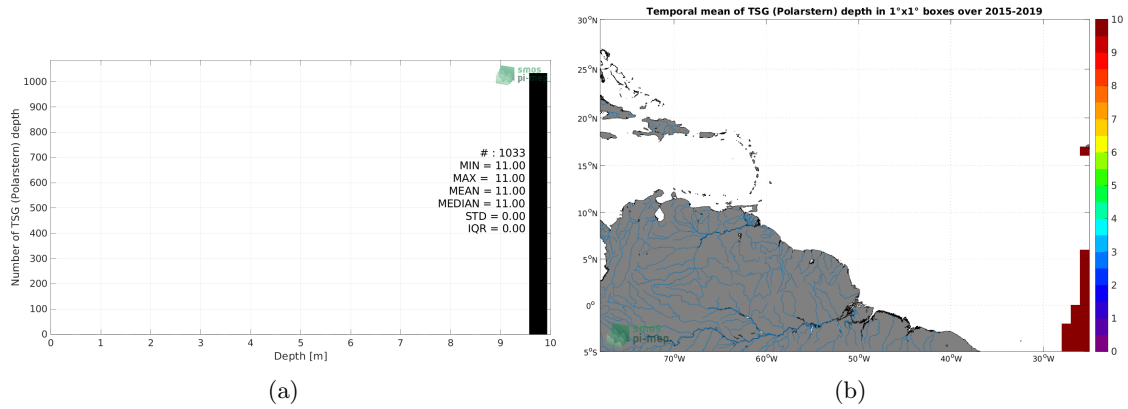 1000
900
800
700
600
500
400
300
200
100
0
Number of TSG (Polarstern) depth
smos
pi-mep
# : 1033
MIN = 11.00
MAX = 11.00
MEAN = 11.00
MEDIAN = 11.00
STD = 0.00
IQR = 0.00
0 1 2 3 4 5 6 7 8 9 10
Depth [m]
(a)
Temporal mean of TSG (Polarstern) depth in 1°x1° boxes over 2015-2019
30°N
25°N
20°N
15°N
10°N
5°N
0°
5°S
smos
pi-mep
70°W 60°W 50°W 40°W 30°W
10
9
8
7
6
5
4
3
2
1
0
(b)